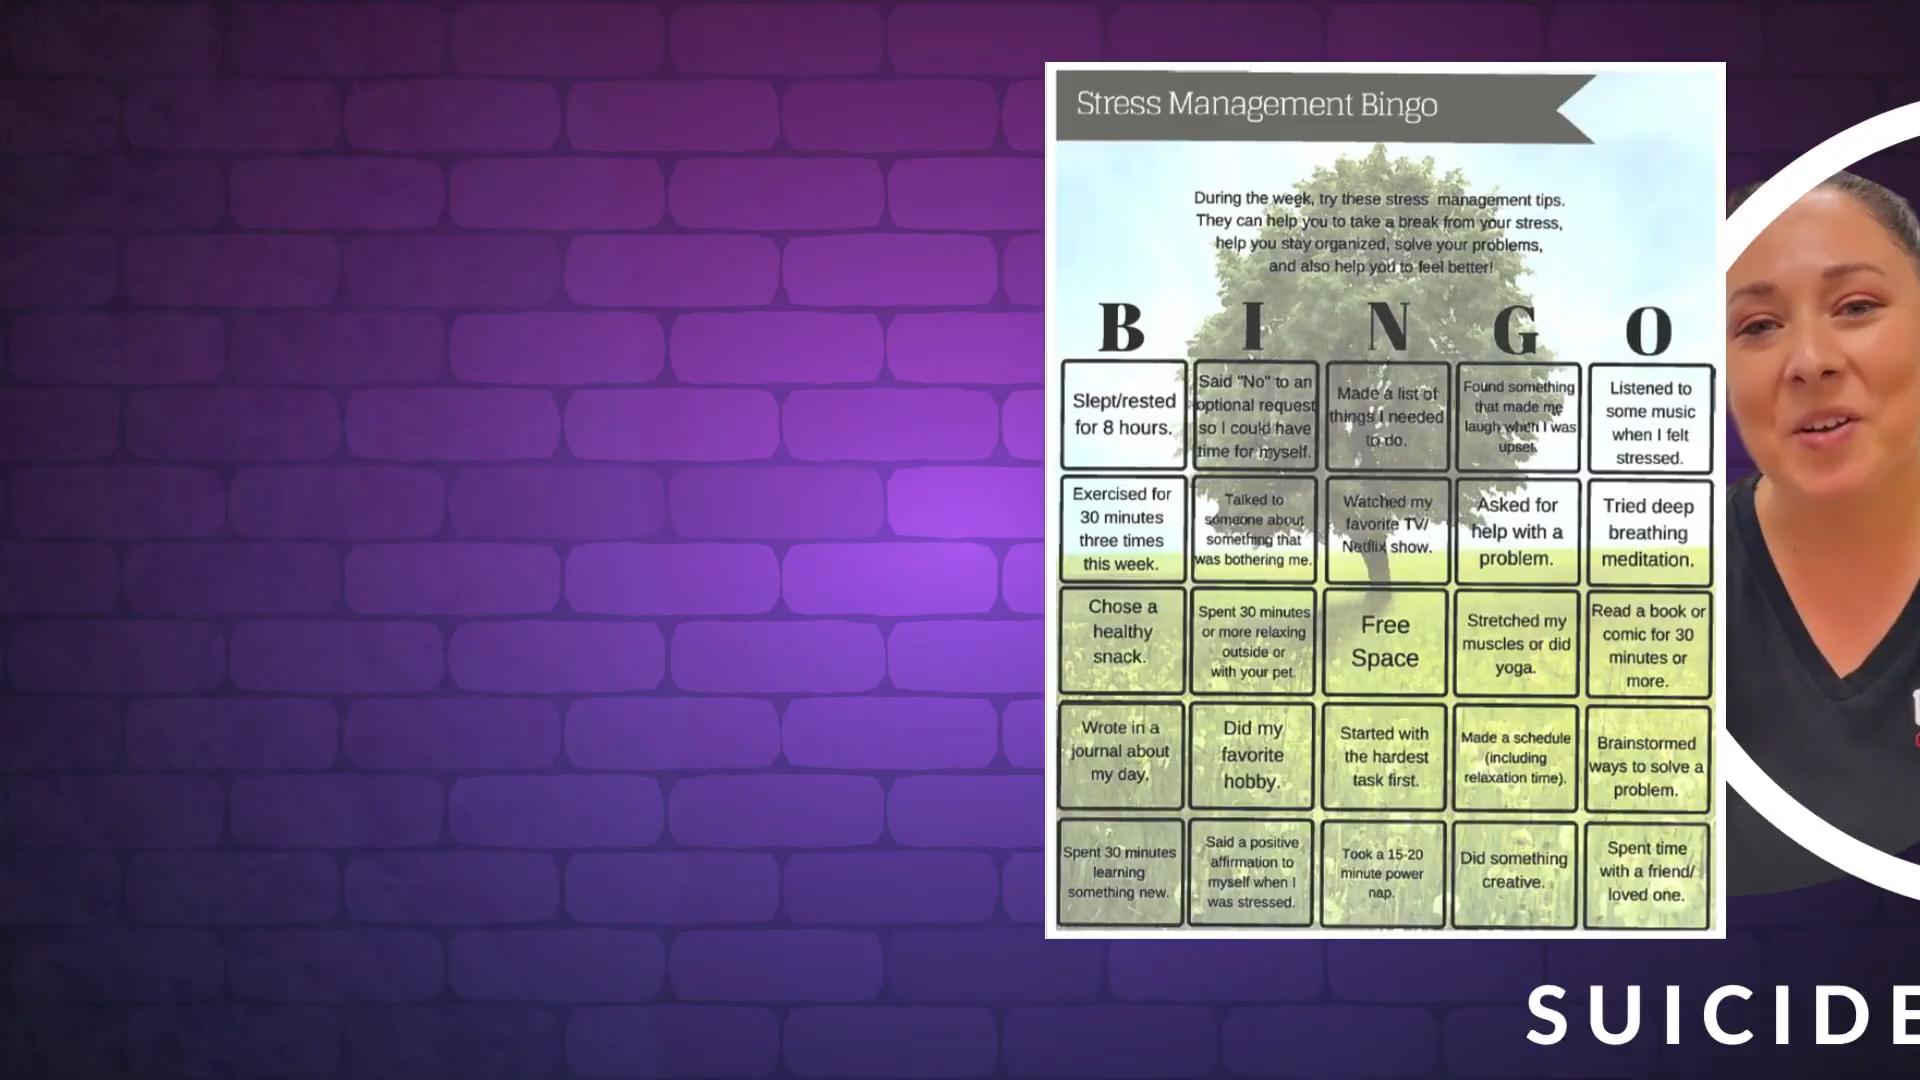 Stress Management Bingo
During the week, try these stress management tips.
They can help you to take a break from your stress,
help you stay organized, solve your problems,
and also help you to feel better!
B I N G O
Slept/rested
for 8 hours.
Said "No" to an
optional request
so I could have
time for myself.
Made a list of
things I needed
to do.
Found something
that made me
laugh when I was
upset.
Listened to
some music
when I felt
stressed.
Exercised for
30 minutes
three times
this week.
Talked to
someone about
something that
was bothering me.
Watched my
favorite TV/
Netflix show.
Asked for
help with a
problem.
Tried deep
breathing
meditation.
Chose a
healthy
snack.
Spent 30 minutes
or more relaxing
outside or
with your pet.
Free
Space
Stretched my
muscles or did
yoga.
Read a book or
comic for 30
minutes or
more.
Wrote in a
journal about
my day.
Did my
favorite
hobby.
Started with
the hardest
task first.
Made a schedule
(including
relaxation time).
Brainstormed
ways to solve a
problem.
Spent 30 minutes
learning
something new.
Said a positive
affirmation to
myself when I
was stressed.
Took a 15-20
minute power
nap.
Did something
creative.
Spent time
with a friend/
loved one.
SUICIDE